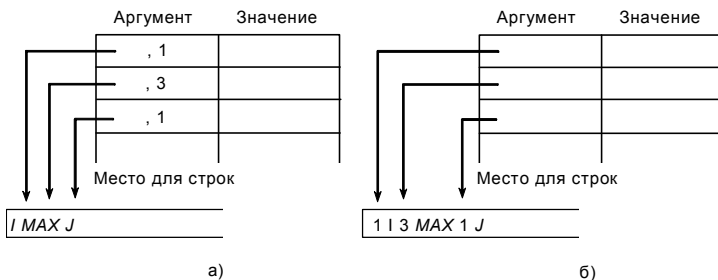 Аргумент Значение Аргумент Значение
, 1
, 3
, 1
Место для строк Место для строк
I MAX J 1 I 3 MAX 1 J
а) б)